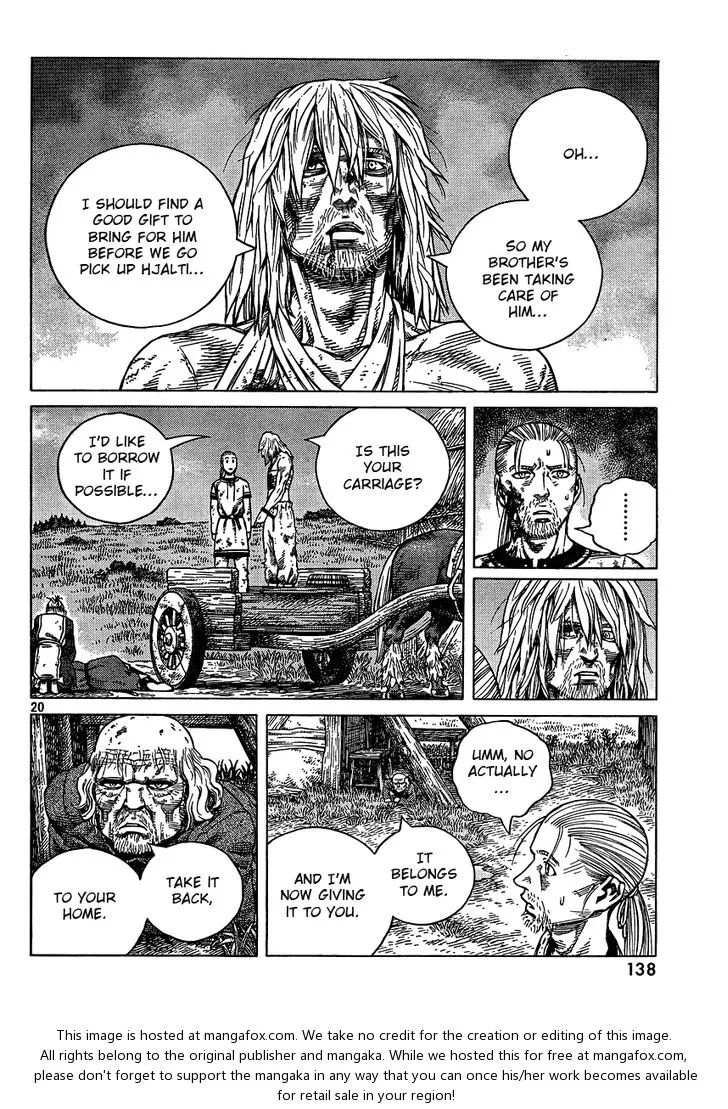 OH...
SO MY
BROTHER'S
BEEN TAKING
CARE OF
HIM...
I SHOULD FIND A
GOOD GIFT TO
BRING FOR HIM
BEFORE WE GO
PICK UP HJALTI...
IS THIS
YOUR
CARRIAGE?
I'D LIKE
TO BORROW
IT IF
POSSIBLE...
........
20
UMM, NO
ACTUALLY
...
IT
BELONGS
TO ME.
AND I'M
NOW GIVING
IT TO YOU.
TAKE IT
BACK,
TO YOUR
HOME.
138
This image is hosted at mangafox.com. We take no credit for the creation or editing of this image.
All rights belong to the original publisher and mangaka. While we hosted this for free at mangafox.com,
please don't forget to support the mangaka in any way that you can once his/her work becomes available
for retail sale in your region!